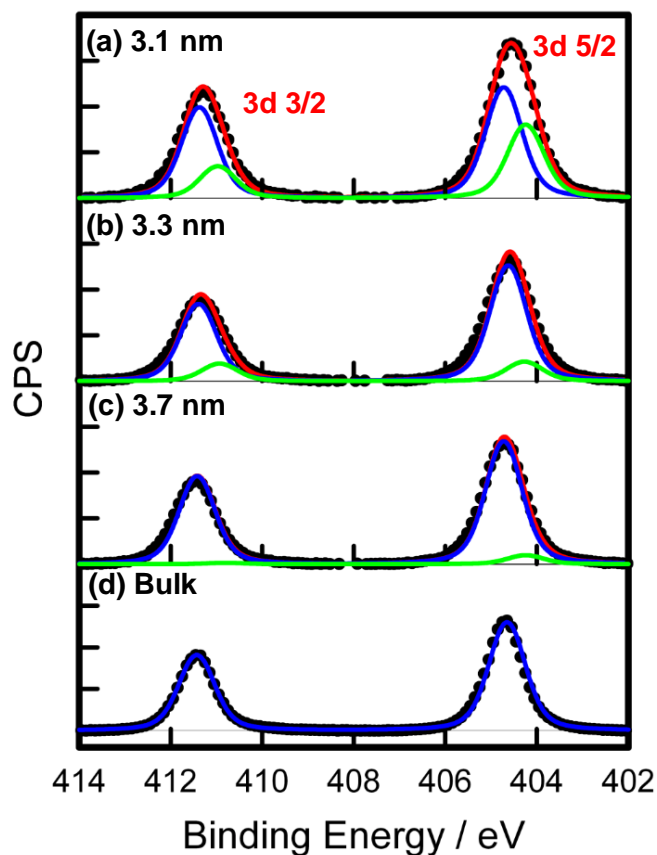 (a) 3.1 nm
3d 5/2
3d 3/2
(b) 3.3 nm
(c) 3.7 nm
(d) Bulk
CPS
414 412 410 408 406 404 402
Binding Energy / eV